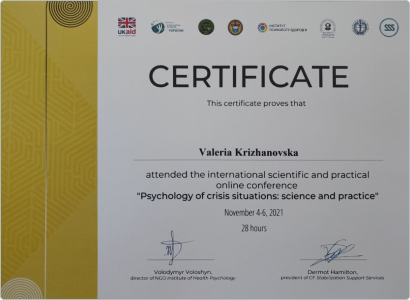 UKaid
CERTIFICATE
This certificate proves that
Valeria Krizhanovska
attended the international scientific and practical
online conference
"Psychology of crisis situations: science and practice"
November 4-6, 2021
28 hours
Volodymyr Voloshyn,
director of NGO Institute of Health Psychology
Dermot Hamilton,
president of CF Stabilization Support Services
SSS